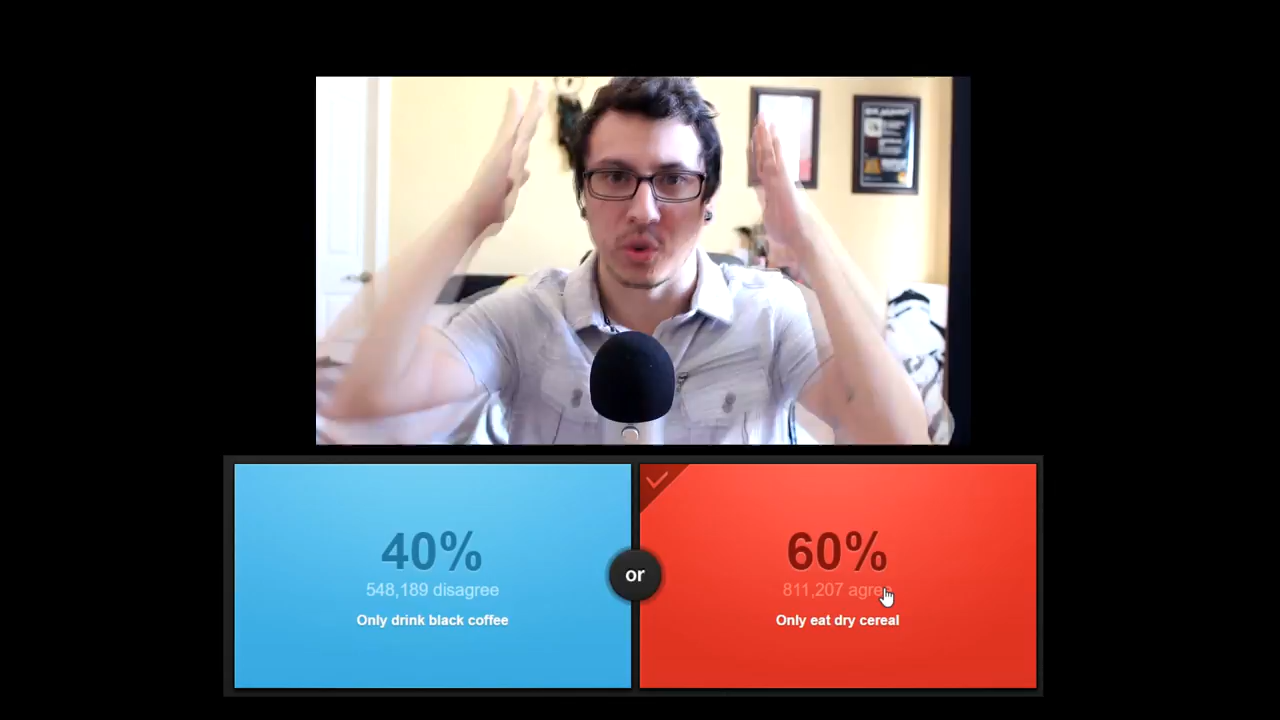 40%
548,189 disagree
Only drink black coffee
or
60%
811,207 agree
Only eat dry cereal